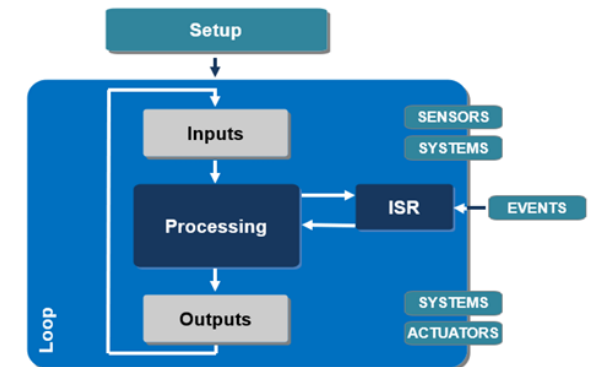 Setup
Inputs
SENSORS
SYSTEMS
Processing
ISR
EVENTS
Outputs
SYSTEMS
ACTUATORS
Loop